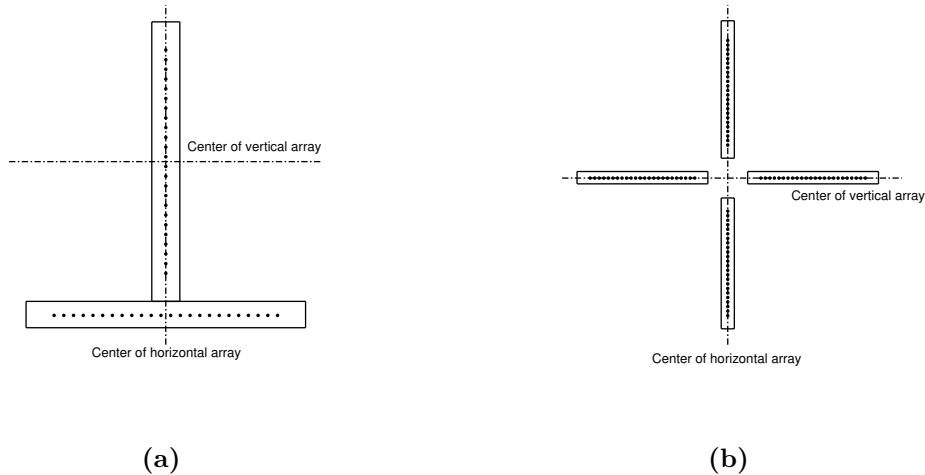 Center of vertical array
Center of horizontal array
(a)
Center of vertical array
Center of horizontal array
(b)